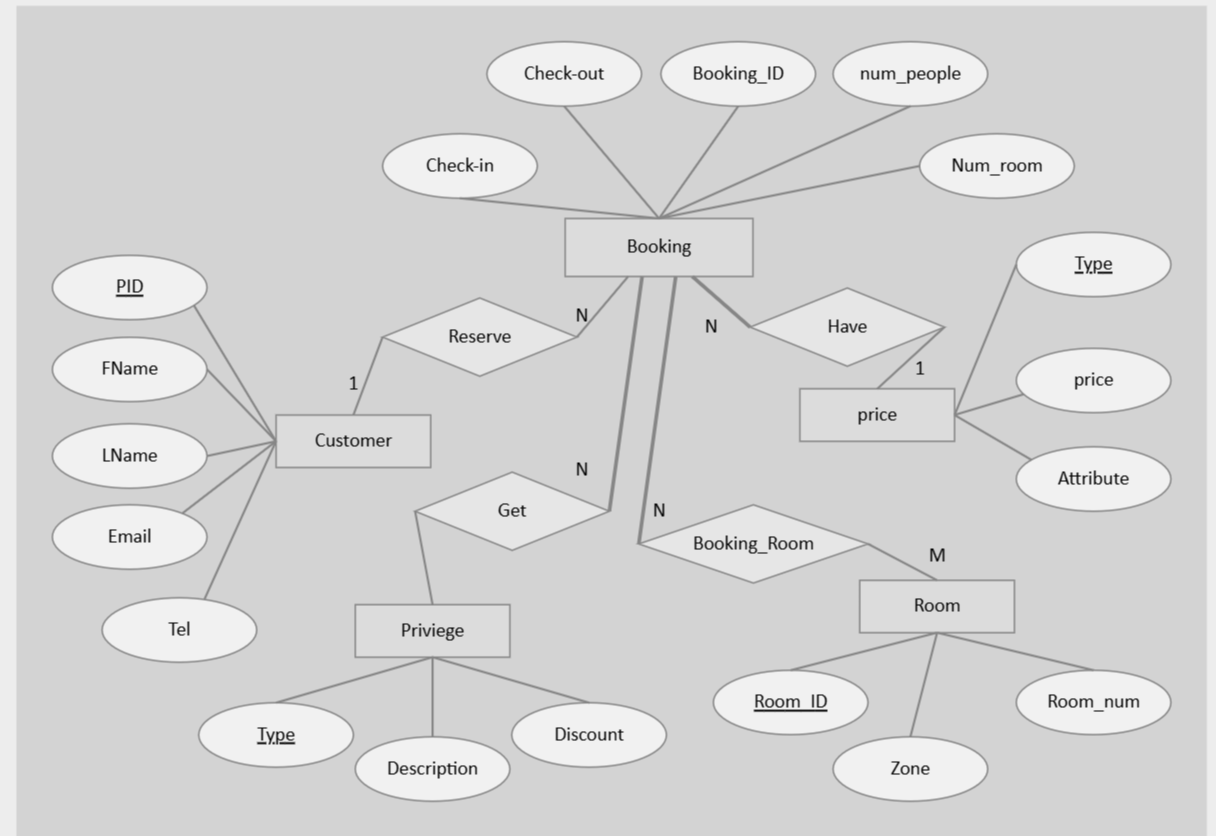 Check-out
Booking_ID
num_people
Check-in
Num_room
Booking
Type
PID
Reserve
N
N
Have
FName
1
1
price
price
Customer
LName
Attribute
N
Get
N
Email
Booking_Room
M
Room
Tel
Priviege
Room_ID
Room_num
Type
Discount
Description
Zone